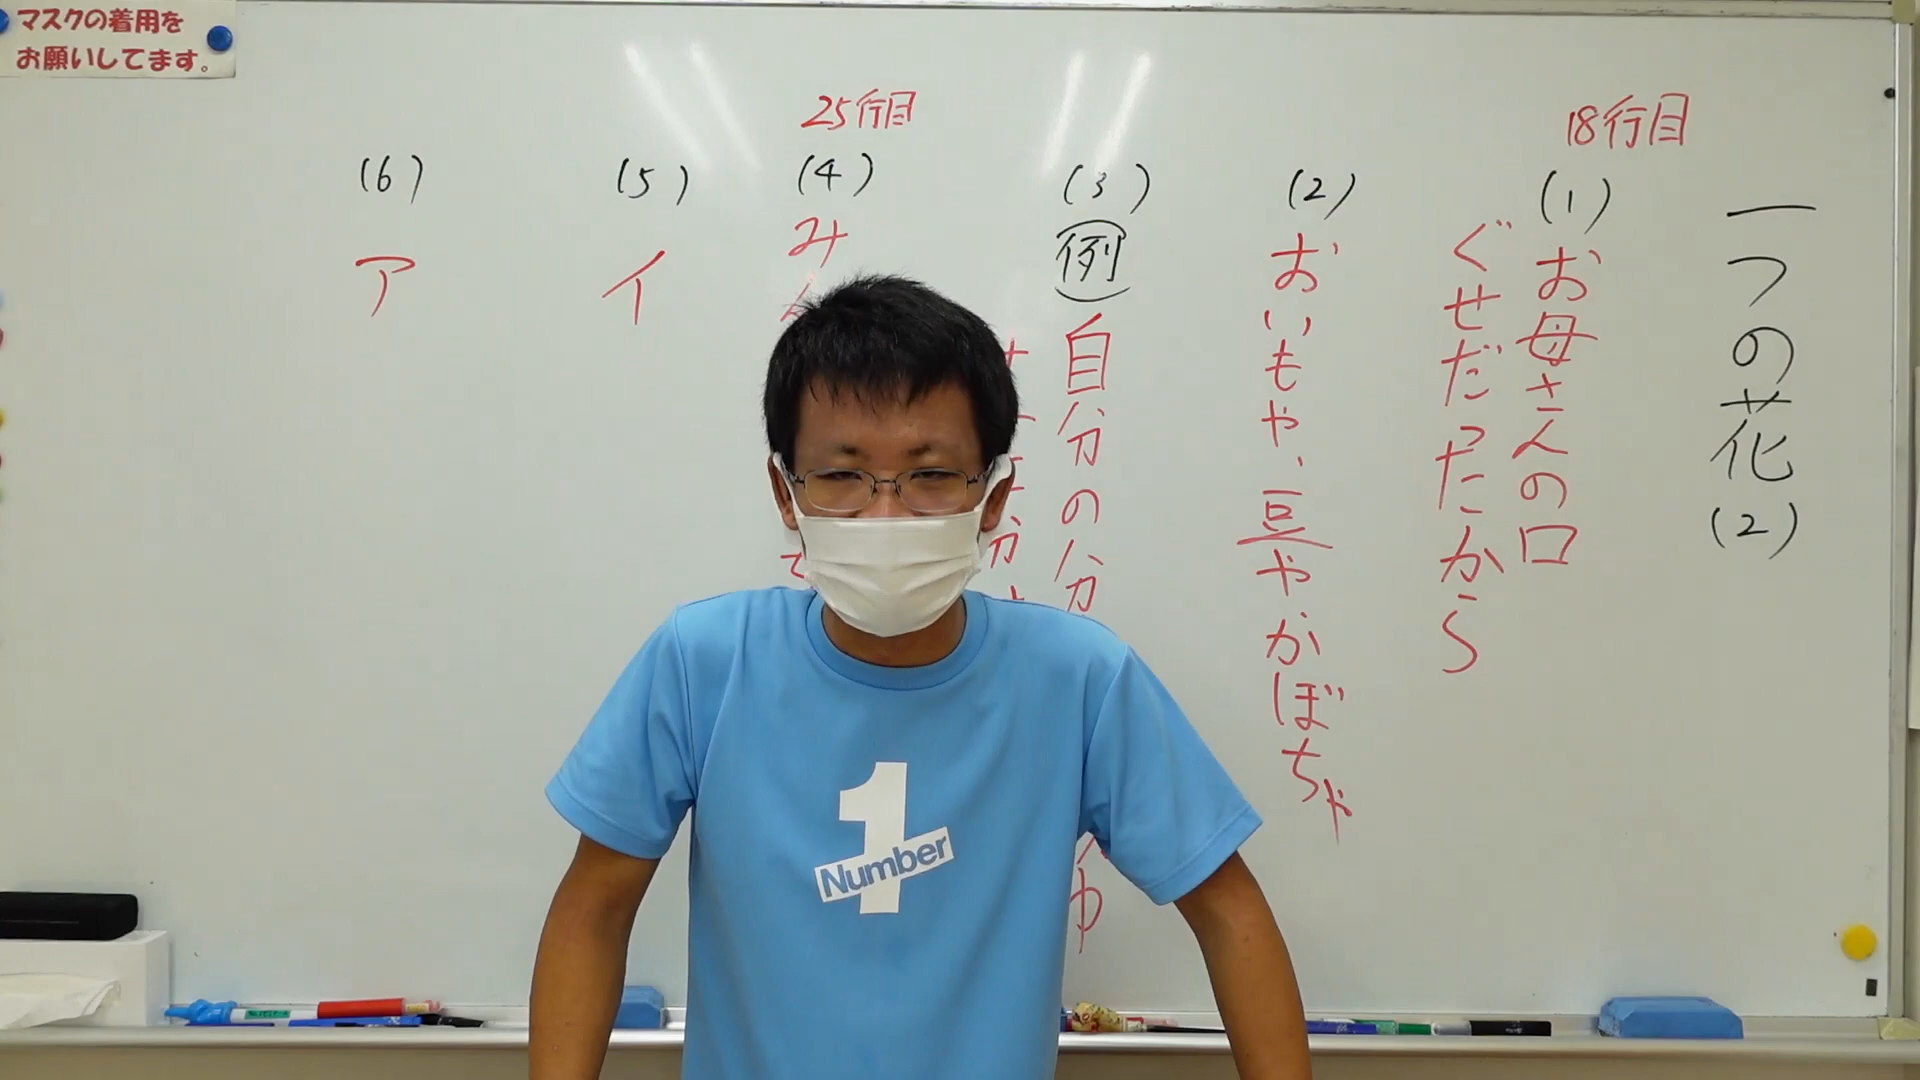 マスクの着用を
お願いしてます。
一つの花(2)
18行目
(1)
お母さんの口
ぐせだったから
(2)
おいもや、豆やかぼちゃ
(3)
例
自分の分
25行目
(4)
み
(5)
イ
(6)
ア
1
Number